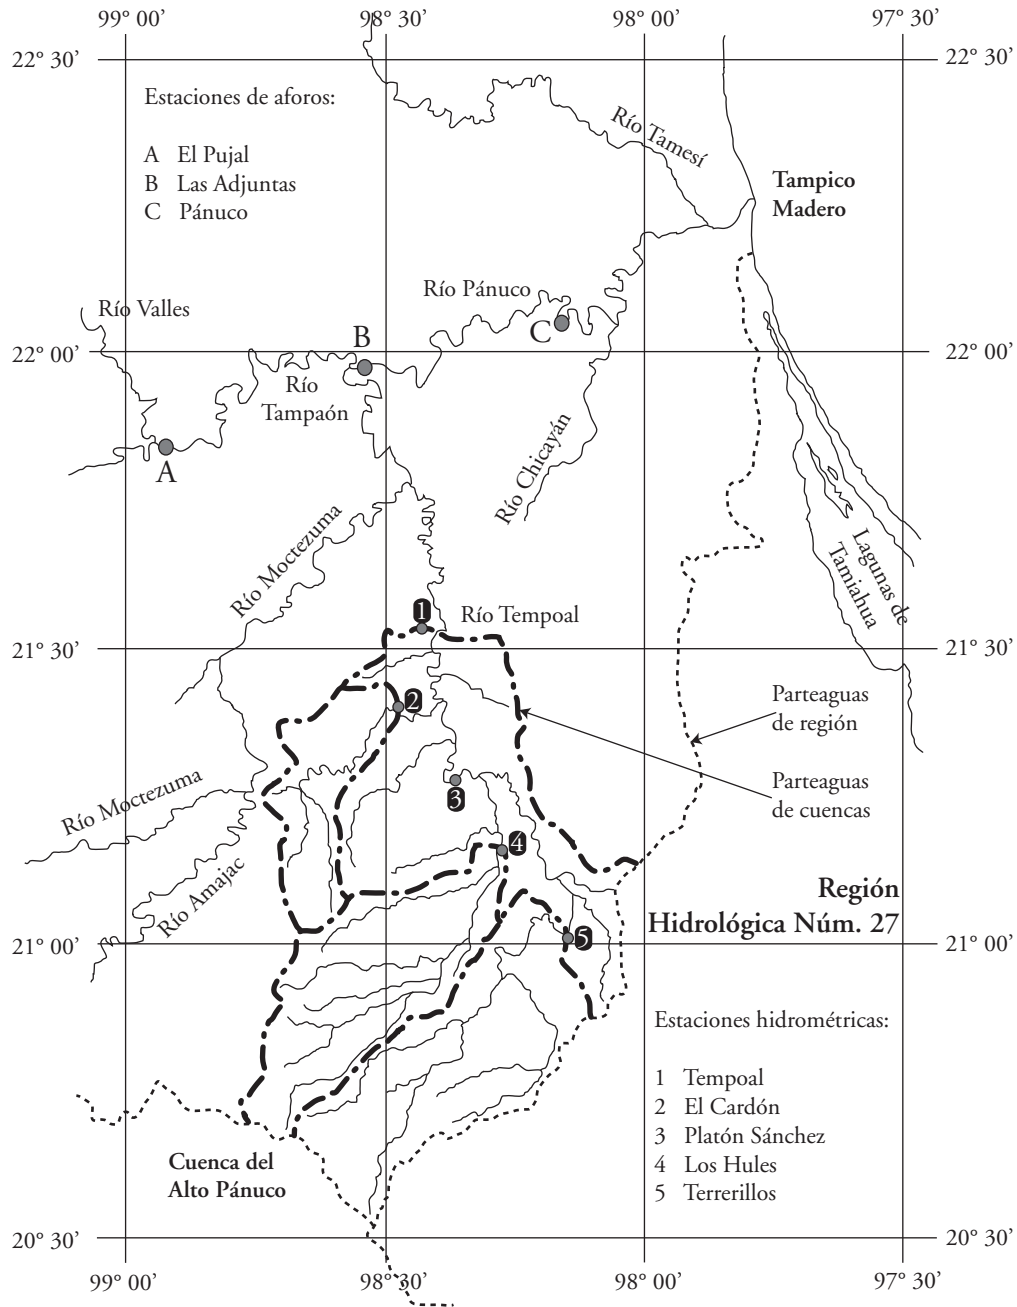 99° 00’
98° 30’
98° 00’
97° 30’
22° 30’
22° 30’
Estaciones de aforos:
A El Pujal
B Las Adjuntas
C Pánuco
Río Tamesí
Tampico
Madero
Río Valles
Río Pánuco
B
C
22° 00’
22° 00’
Río
Tampaón
A
Río Chicayán
Río Moctezuma
Lagunas de
Tamiahua
1
Río Tempoal
21° 30’
21° 30’
2
Parteaguas
de región
Parteaguas
de cuencas
Río Moctezuma
3
4
Río Amajac
Región
Hidrológica Núm. 27
5
21° 00’
21° 00’
Estaciones hidrométricas:
1 Tempoal
2 El Cardón
3 Platón Sánchez
4 Los Hules
5 Terrerillos
Cuenca del
Alto Pánuco
20° 30’
20° 30’
99° 00’
98° 30’
98° 00’
97° 30’